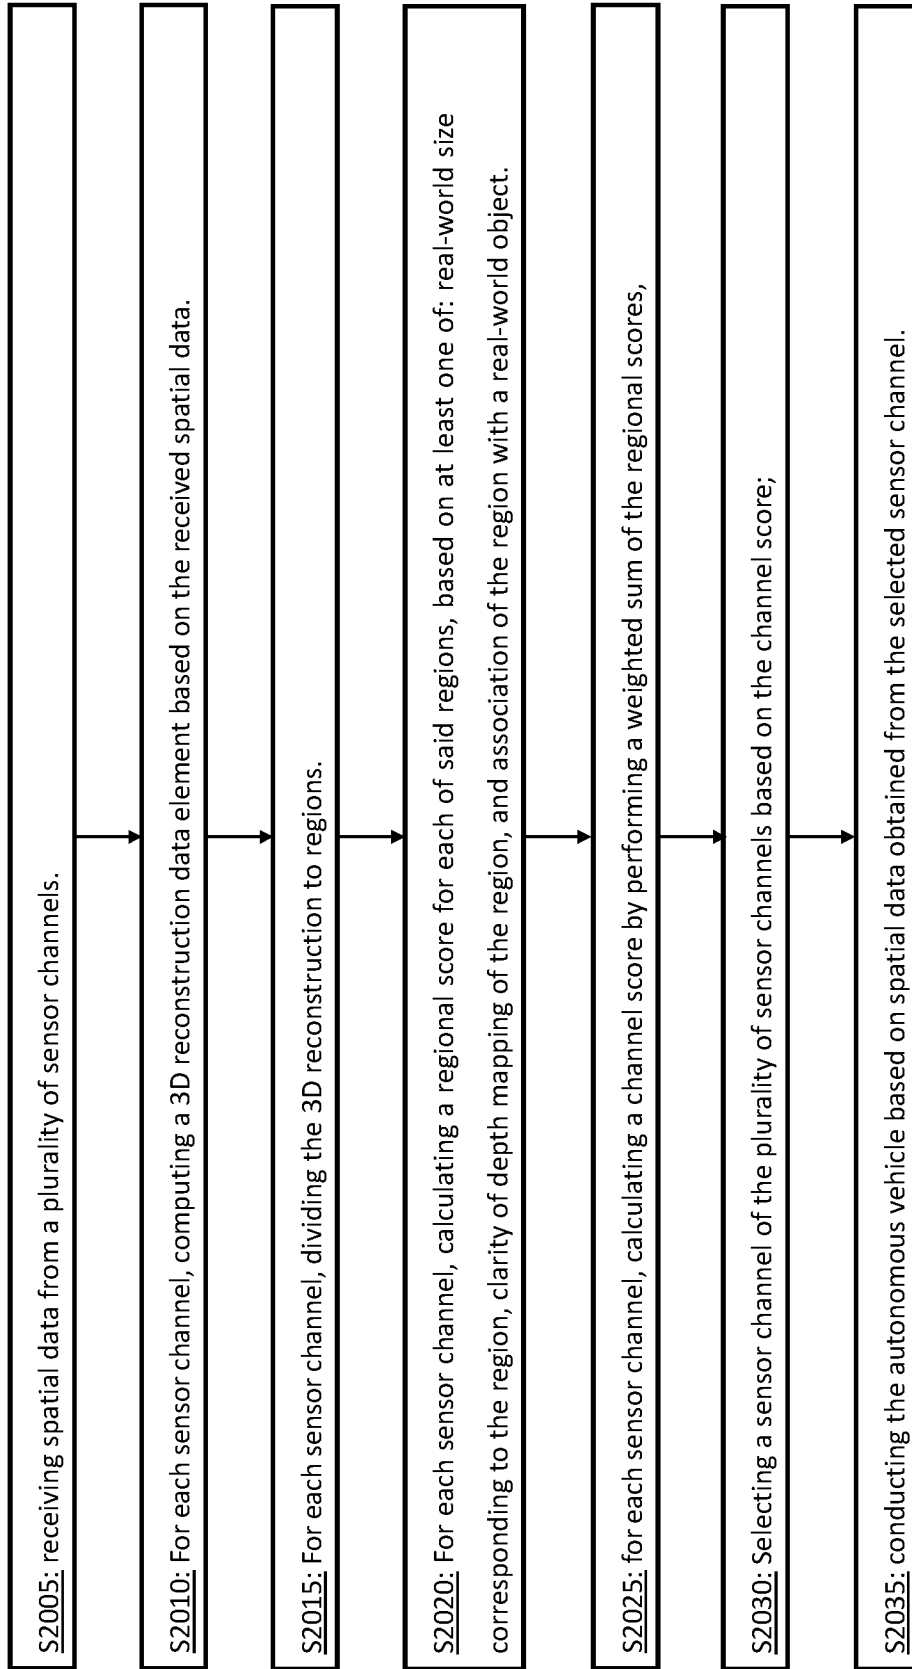 S2005: receiving spatial data from a plurality of sensor channels.
S2010: For each sensor channel, computing a 3D reconstruction data element based on the received spatial data.
S2015: For each sensor channel, dividing the 3D reconstruction to regions.
S2020: For each sensor channel, calculating a regional score for each of said regions, based on at least one of: real-world size
corresponding to the region, clarity of depth mapping of the region, and association of the region with a real-world object.
S2025: for each sensor channel, calculating a channel score by performing a weighted sum of the regional scores,
S2030: Selecting a sensor channel of the plurality of sensor channels based on the channel score;
S2035: conducting the autonomous vehicle based on spatial data obtained from the selected sensor channel.